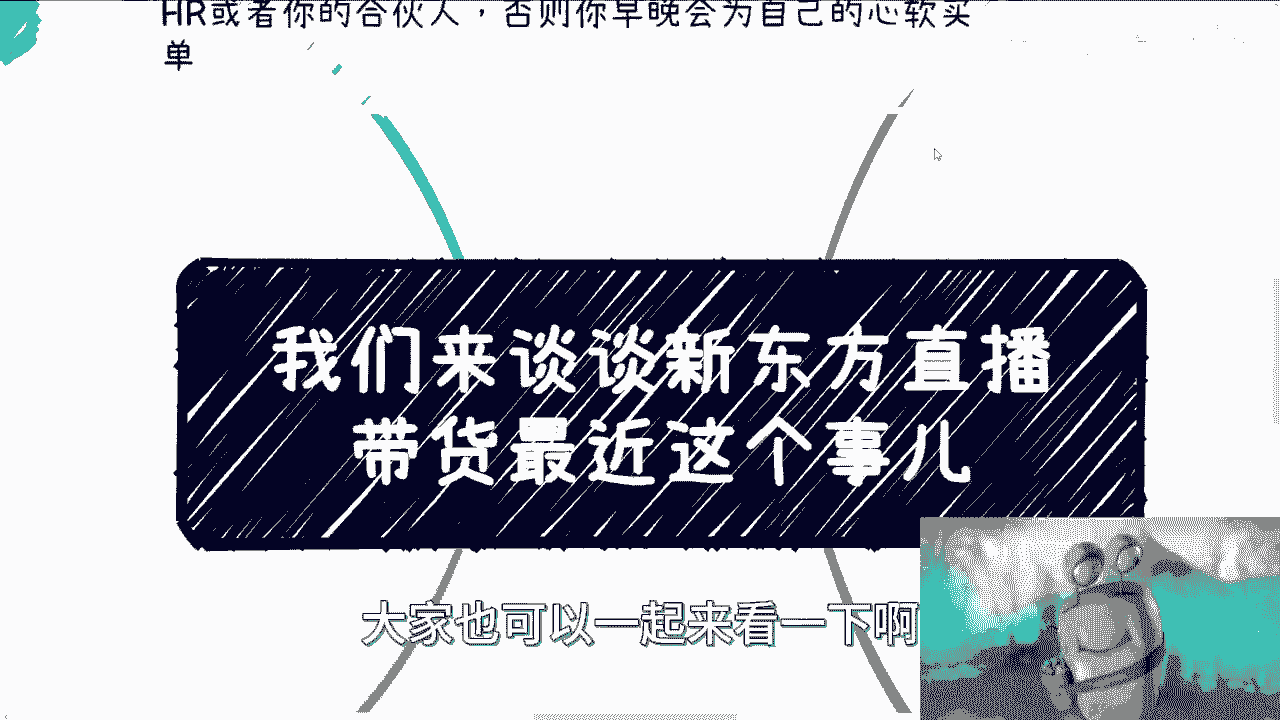 HR或者你的合伙人，否则你早晚会为自己的心软买
单
我们来谈谈新东方直播
带货最近这个事儿
大家也可以一起来看一下啊